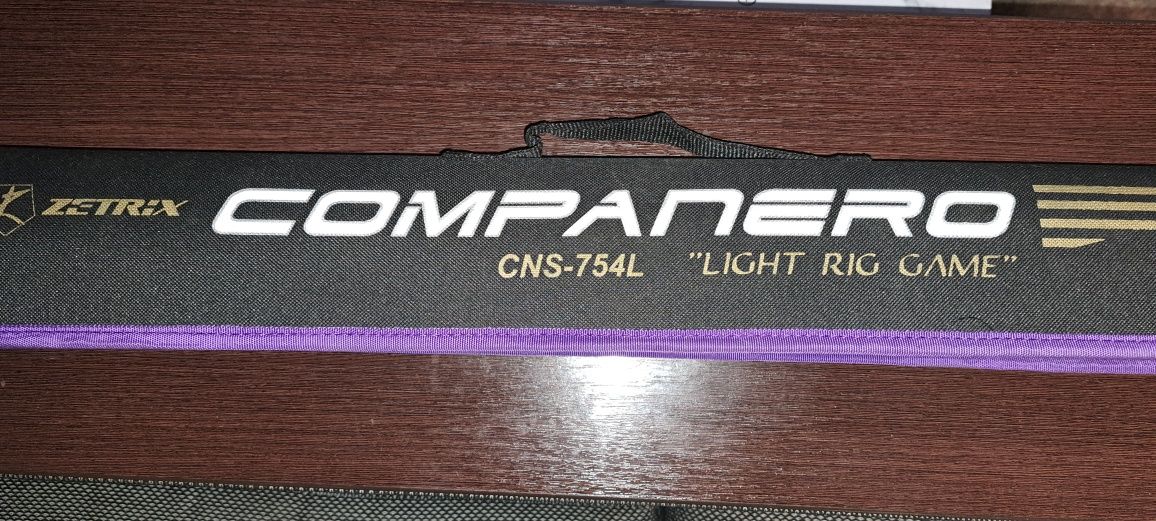 ZETRIX COMPANERO
CNS-754L "LIGHT RIG GAME"